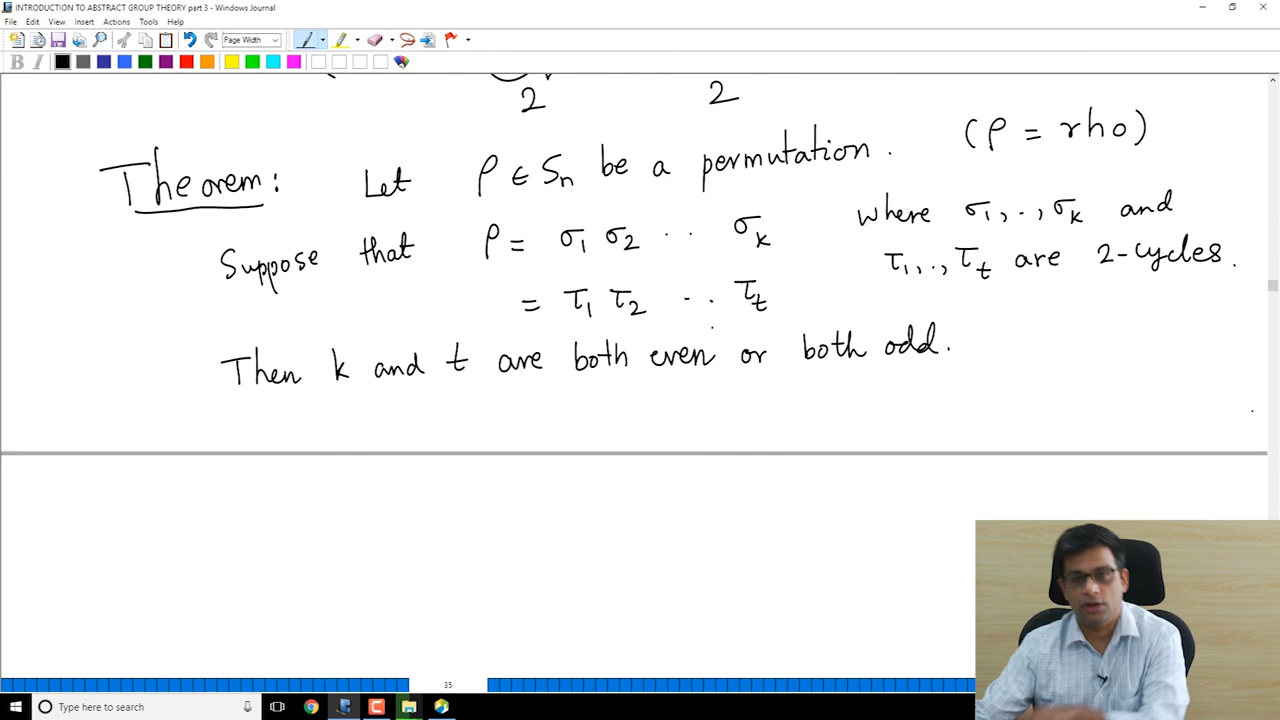 INTRODUCTION TO ABSTRACT GROUP THEORY part 3 - Windows Journal
File Edit View Insert Actions Tools Help
Page Width
B I
2 2
Theorem: Let ρ ∈ Sn be a permutation. (ρ = rho)
Suppose that ρ = σ1 σ2 .. σk where σ1,..,σk and
= τ1 τ2 .. τt τ1,..,τt are 2-cycles.
Then k and t are both even or both odd.
35
Type here to search